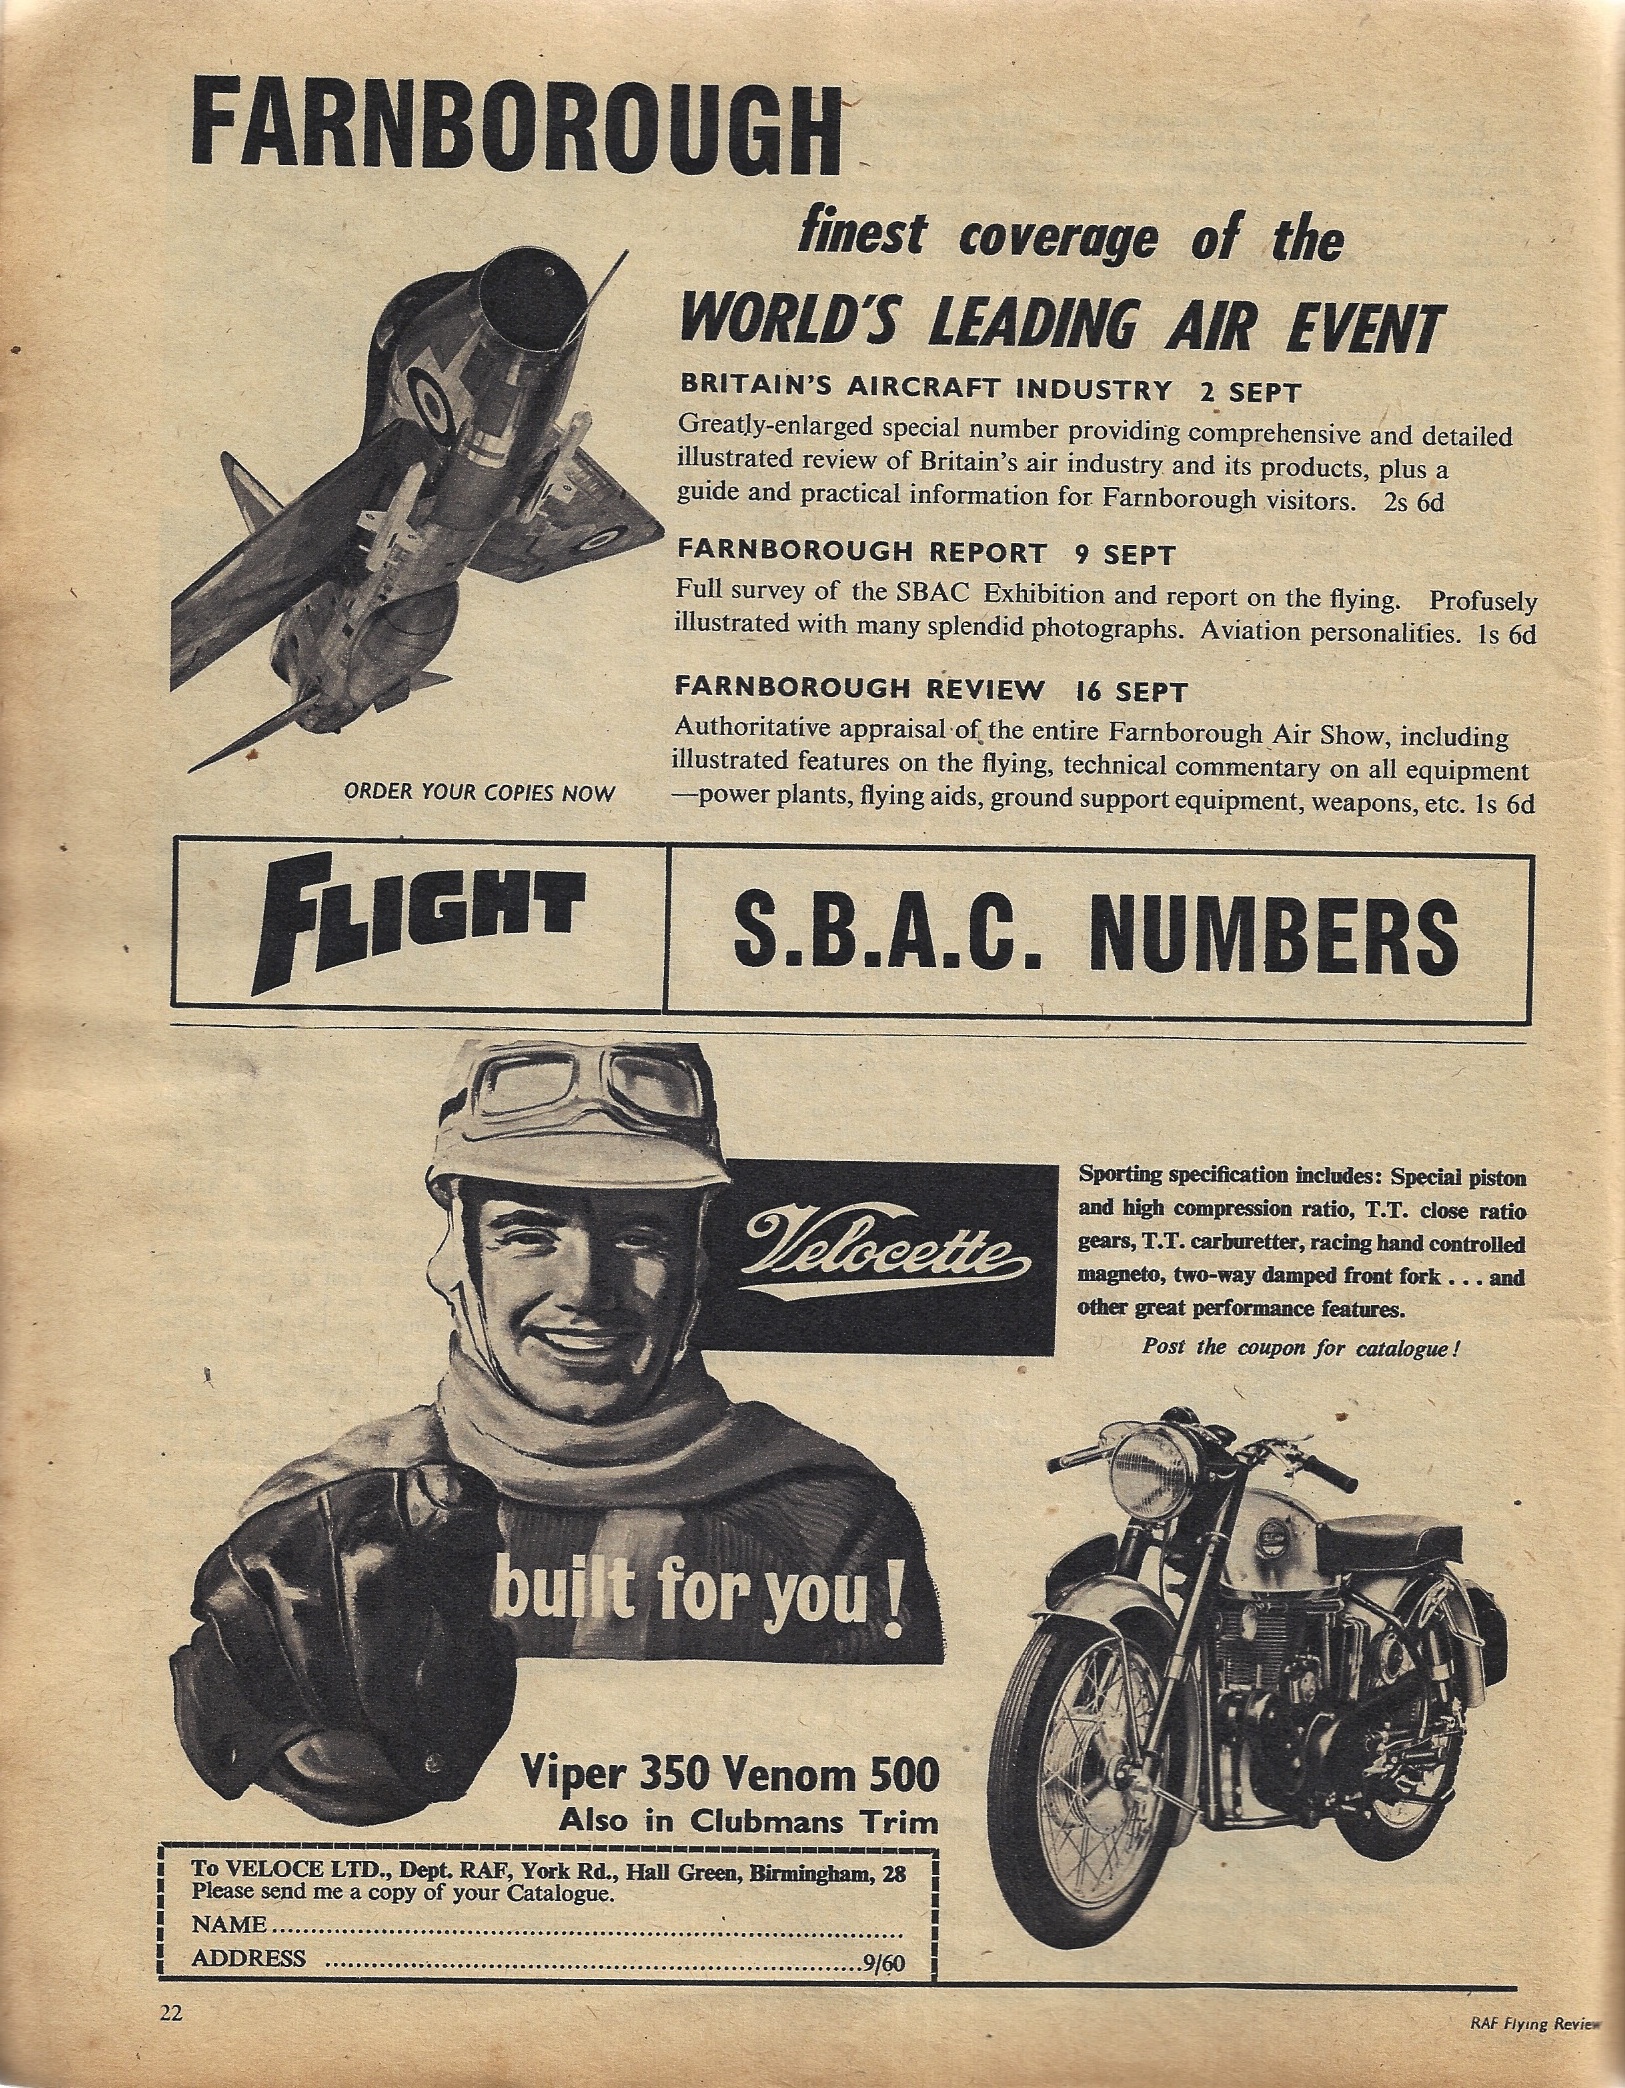 FARNBOROUGH
finest coverage of the
WORLD'S LEADING AIR EVENT
BRITAIN'S AIRCRAFT INDUSTRY 2 SEPT
Greatly-enlarged special number providing comprehensive and detailed
illustrated review of Britain's air industry and its products, plus a
guide and practical information for Farnborough visitors. 2s 6d
FARNBOROUGH REPORT 9 SEPT
Full survey of the SBAC Exhibition and report on the flying. Profusely
illustrated with many splendid photographs. Aviation personalities. 1s 6d
FARNBOROUGH REVIEW 16 SEPT
Authoritative appraisal of the entire Farnborough Air Show, including
illustrated features on the flying, technical commentary on all equipment
—power plants, flying aids, ground support equipment, weapons, etc. 1s 6d
ORDER YOUR COPIES NOW
FLIGHT
S.B.A.C. NUMBERS
Velocette
Sporting specification includes: Special piston
and high compression ratio, T.T. close ratio
gears, T.T. carburetter, racing hand controlled
magneto, two-way damped front fork . . . and
other great performance features.
Post the coupon for catalogue!
built for you!
Viper 350 Venom 500
Also in Clubmans Trim
To VELOCE LTD., Dept. RAF, York Rd., Hall Green, Birmingham, 28
Please send me a copy of your Catalogue.
NAME
ADDRESS 9/60
22
RAF Flying Review